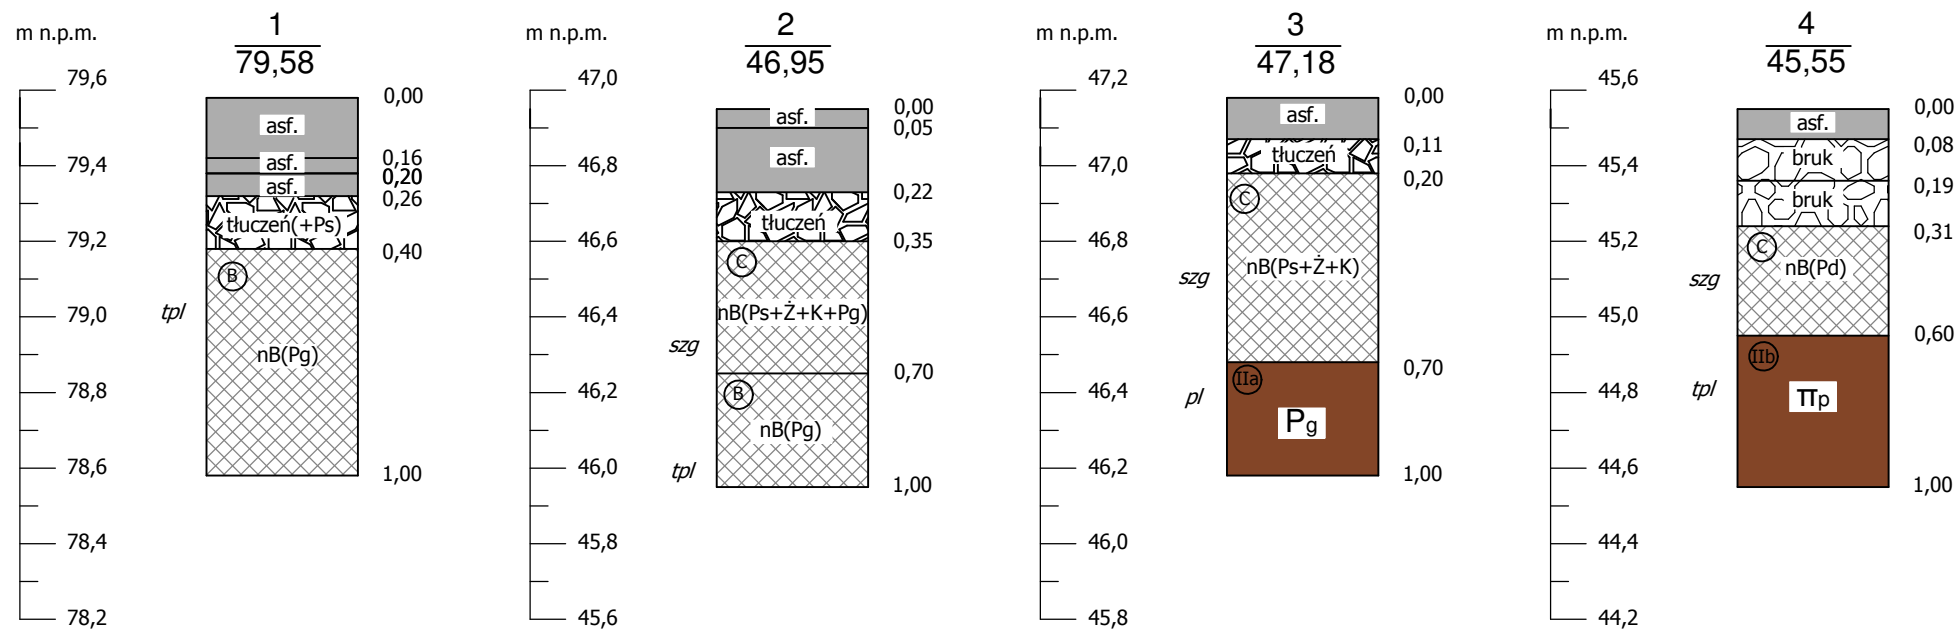 m n.p.m.
1
79,58
79,6
79,4
79,2
79,0
78,8
78,6
78,4
78,2
0,00
asf.
0,16
asf.
0,20
asf.
0,26
tłuczeń(+Ps)
0,40
B
tpl
nB(Pg)
1,00
m n.p.m.
2
46,95
47,0
46,8
46,6
46,4
46,2
46,0
45,8
45,6
0,00
asf.
0,05
asf.
0,22
tłuczeń
0,35
C
nB(Ps+Ż+K+Pg)
szg
0,70
B
nB(Pg)
tpl
1,00
m n.p.m.
3
47,18
47,2
47,0
46,8
46,6
46,4
46,2
46,0
45,8
0,00
asf.
0,11
tłuczeń
0,20
C
nB(Ps+Ż+K)
szg
0,70
IIa
pl
Pg
1,00
m n.p.m.
4
45,55
45,6
45,4
45,2
45,0
44,8
44,6
44,4
44,2
0,00
asf.
0,08
bruk
0,19
bruk
0,31
C
nB(Pd)
szg
0,60
IIb
tpl
πp
1,00